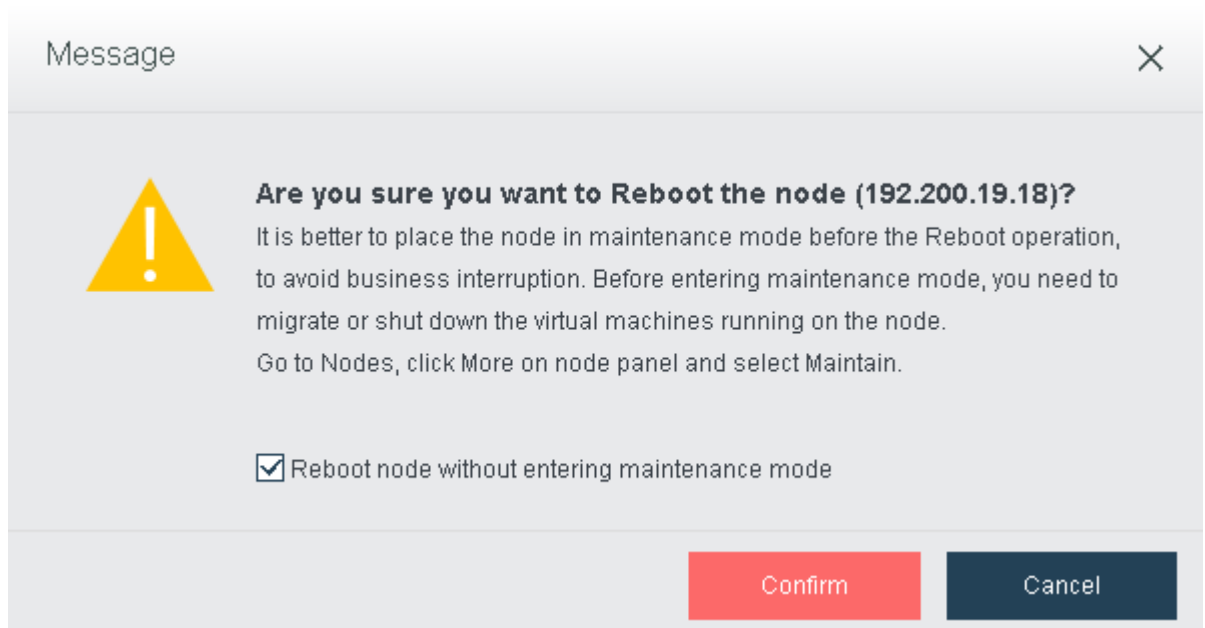 Message
Are you sure you want to Reboot the node (192.200.19.18)?
It is better to place the node in maintenance mode before the Reboot operation,
to avoid business interruption. Before entering maintenance mode, you need to
migrate or shut down the virtual machines running on the node.
Go to Nodes, click More on node panel and select Maintain.
Reboot node without entering maintenance mode
Confirm Cancel